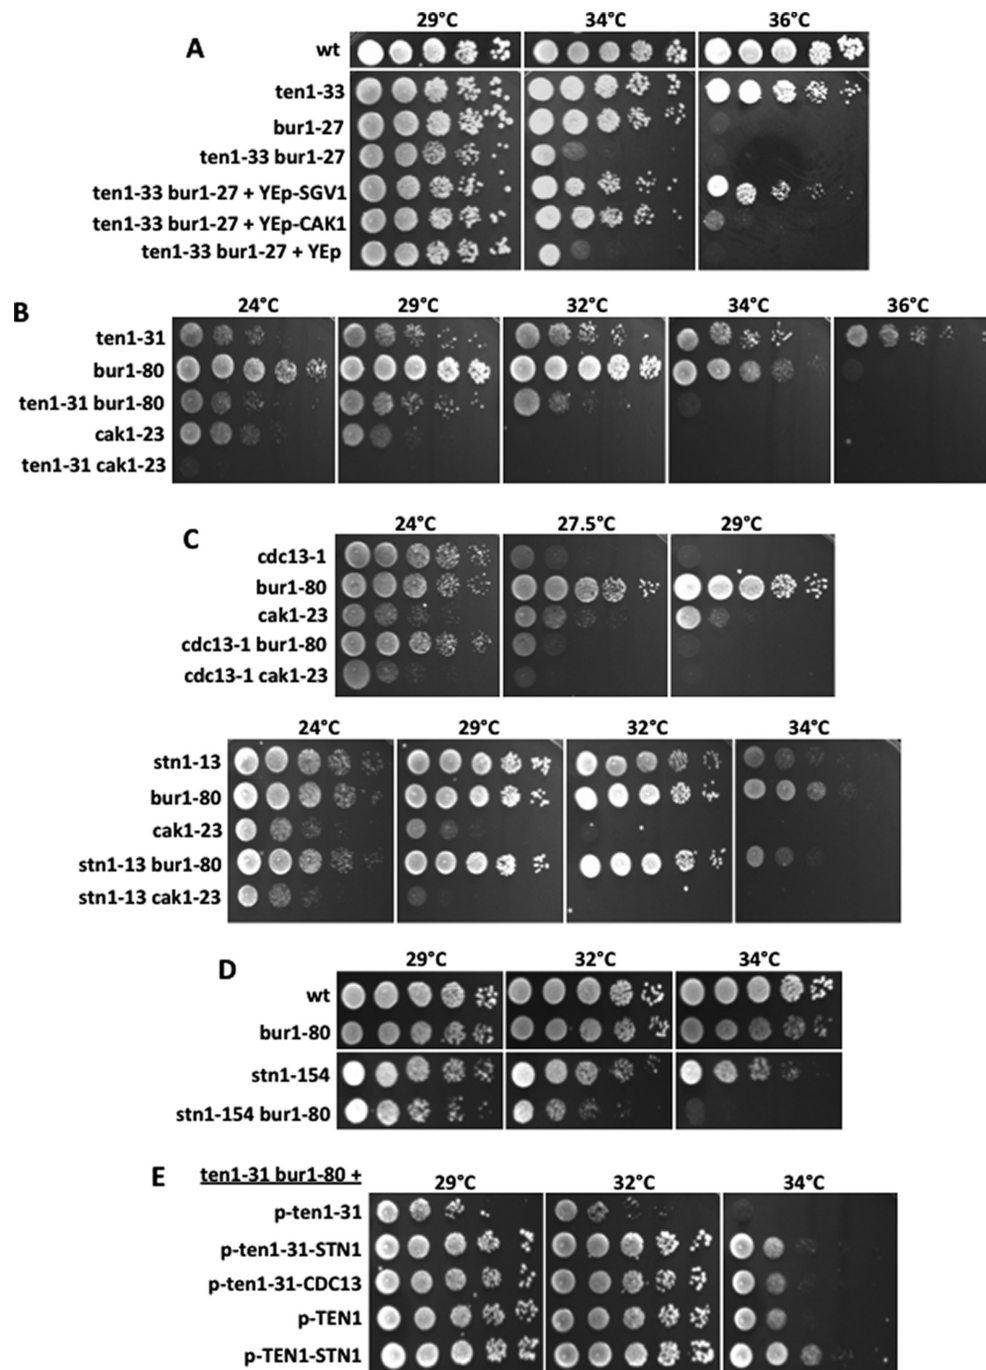 29°C 34°C 36°C
A
wt
ten1-33
bur1-27
ten1-33 bur1-27
ten1-33 bur1-27 + YEp-SGV1
ten1-33 bur1-27 + YEp-CAK1
ten1-33 bur1-27 + YEp
B
24°C 29°C 32°C 34°C 36°C
ten1-31
bur1-80
ten1-31 bur1-80
cak1-23
ten1-31 cak1-23
C
24°C 27.5°C 29°C
cdc13-1
bur1-80
cak1-23
cdc13-1 bur1-80
cdc13-1 cak1-23
24°C 29°C 32°C 34°C
stn1-13
bur1-80
cak1-23
stn1-13 bur1-80
stn1-13 cak1-23
D
29°C 32°C 34°C
wt
bur1-80
stn1-154
stn1-154 bur1-80
E
ten1-31 bur1-80 +
29°C 32°C 34°C
p-ten1-31
p-ten1-31-STN1
p-ten1-31-CDC13
p-TEN1
p-TEN1-STN1